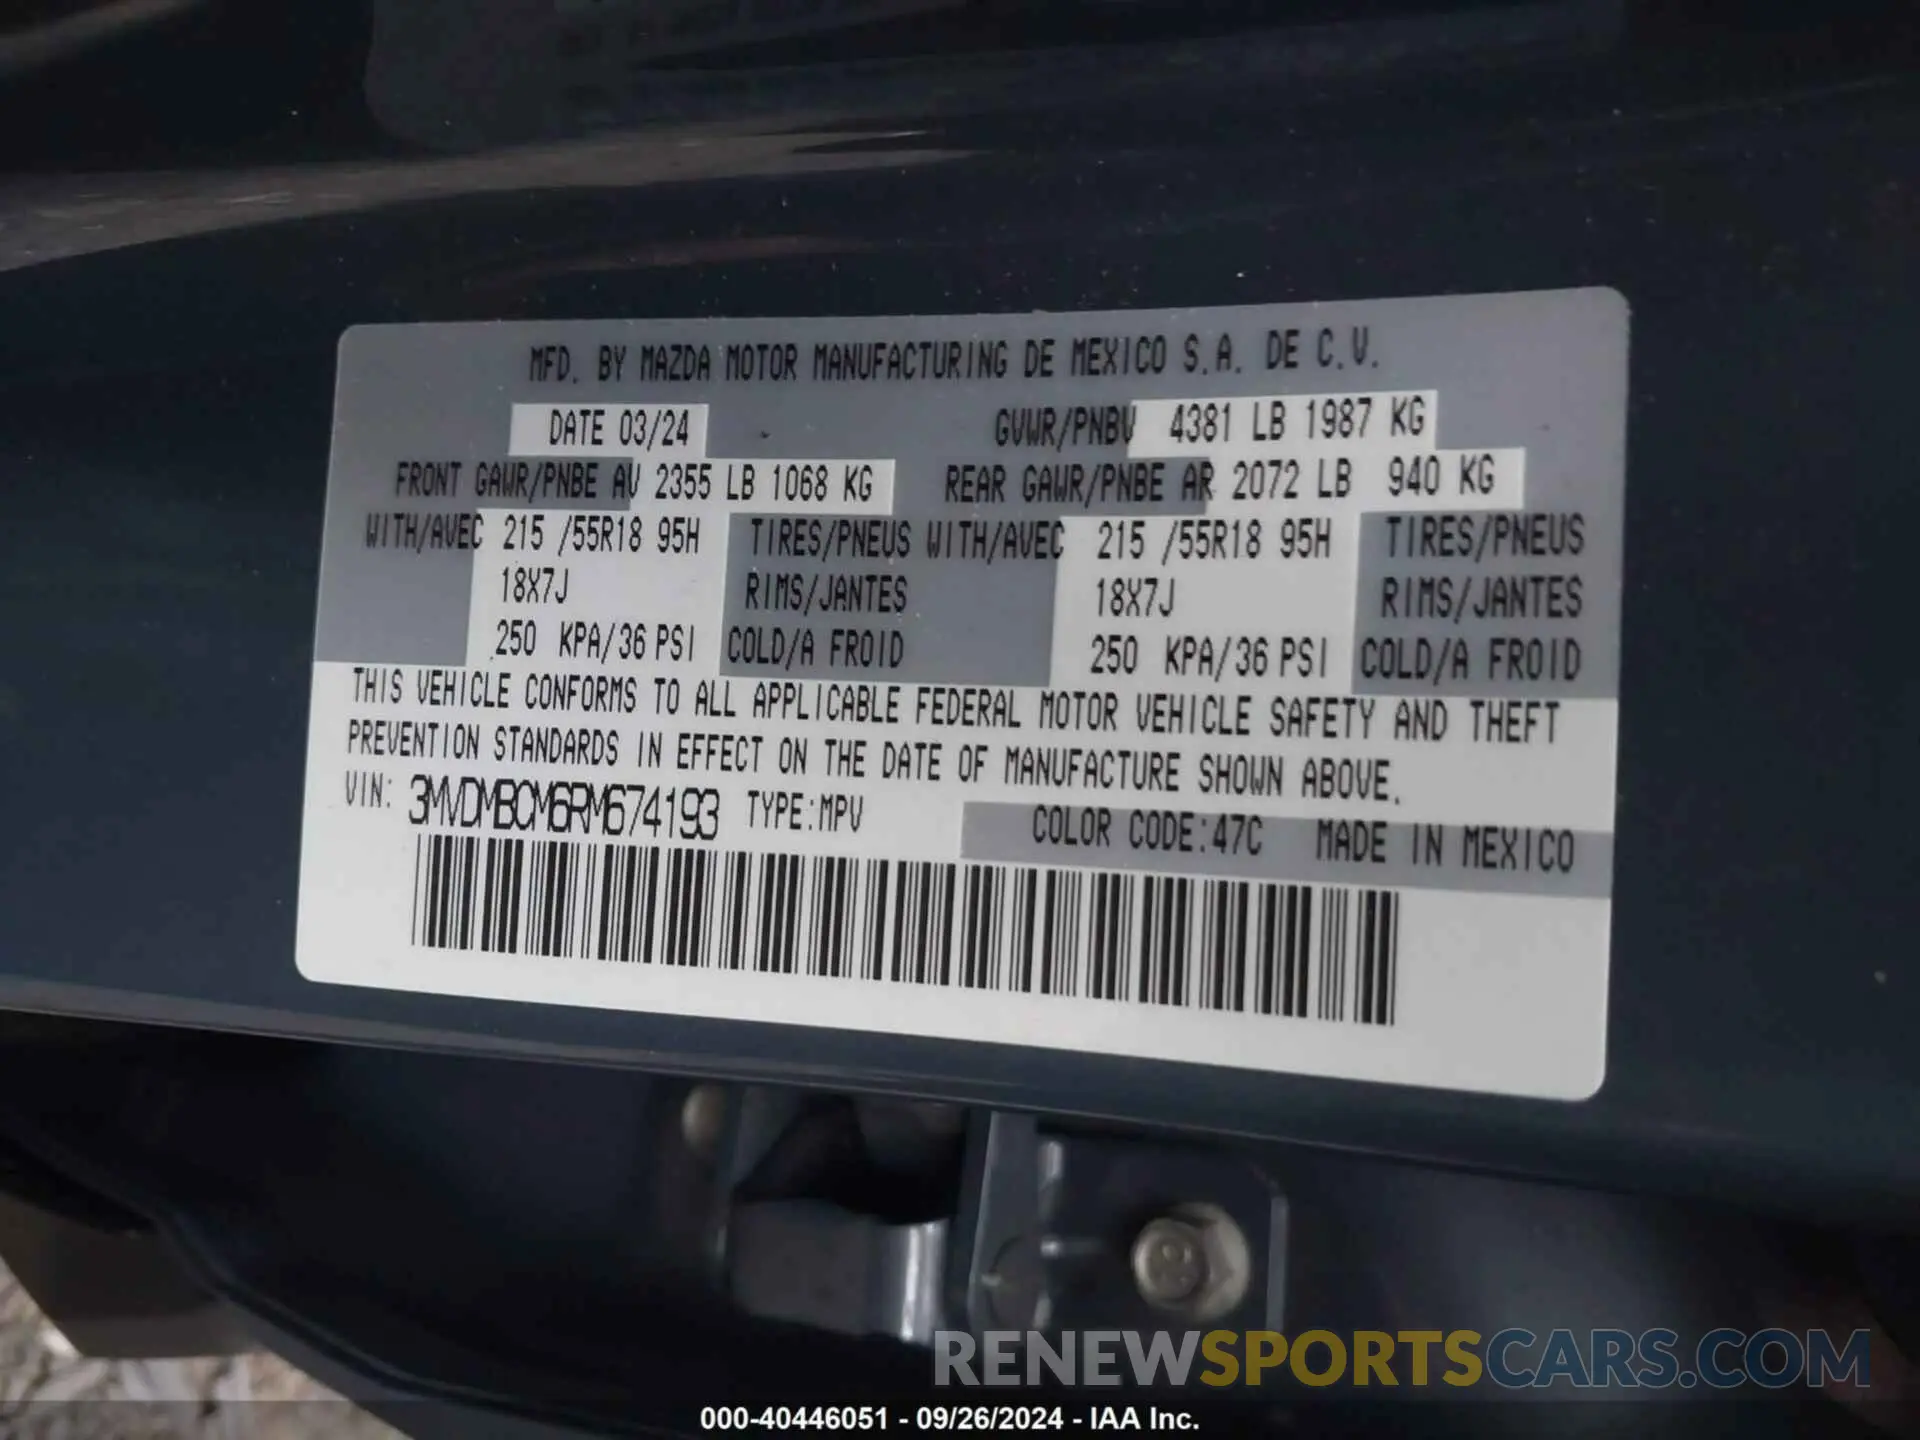 MFD. BY MAZDA MOTOR MANUFACTURING DE MEXICO S.A. DE C.V.
DATE 03/24 GVWR/PNBV 4381 LB 1987 KG
FRONT GAWR/PNBE AV 2355 LB 1068 KG REAR GAWR/PNBE AR 2072 LB 940 KG
WITH/AVEC 215 /55R18 95H TIRES/PNEUS WITH/AVEC 215 /55R18 95H TIRES/PNEUS
18X7J RIMS/JANTES 18X7J RIMS/JANTES
250 KPA/36 PSI COLD/A FROID 250 KPA/36 PSI COLD/A FROID
THIS VEHICLE CONFORMS TO ALL APPLICABLE FEDERAL MOTOR VEHICLE SAFETY AND THEFT
PREVENTION STANDARDS IN EFFECT ON THE DATE OF MANUFACTURE SHOWN ABOVE.
VIN: 3MVDMBCM6RM674193 TYPE:MPV COLOR CODE:47C MADE IN MEXICO
RENEWSPORTSCARS.COM
000-40446051 - 09/26/2024 - IAA Inc.